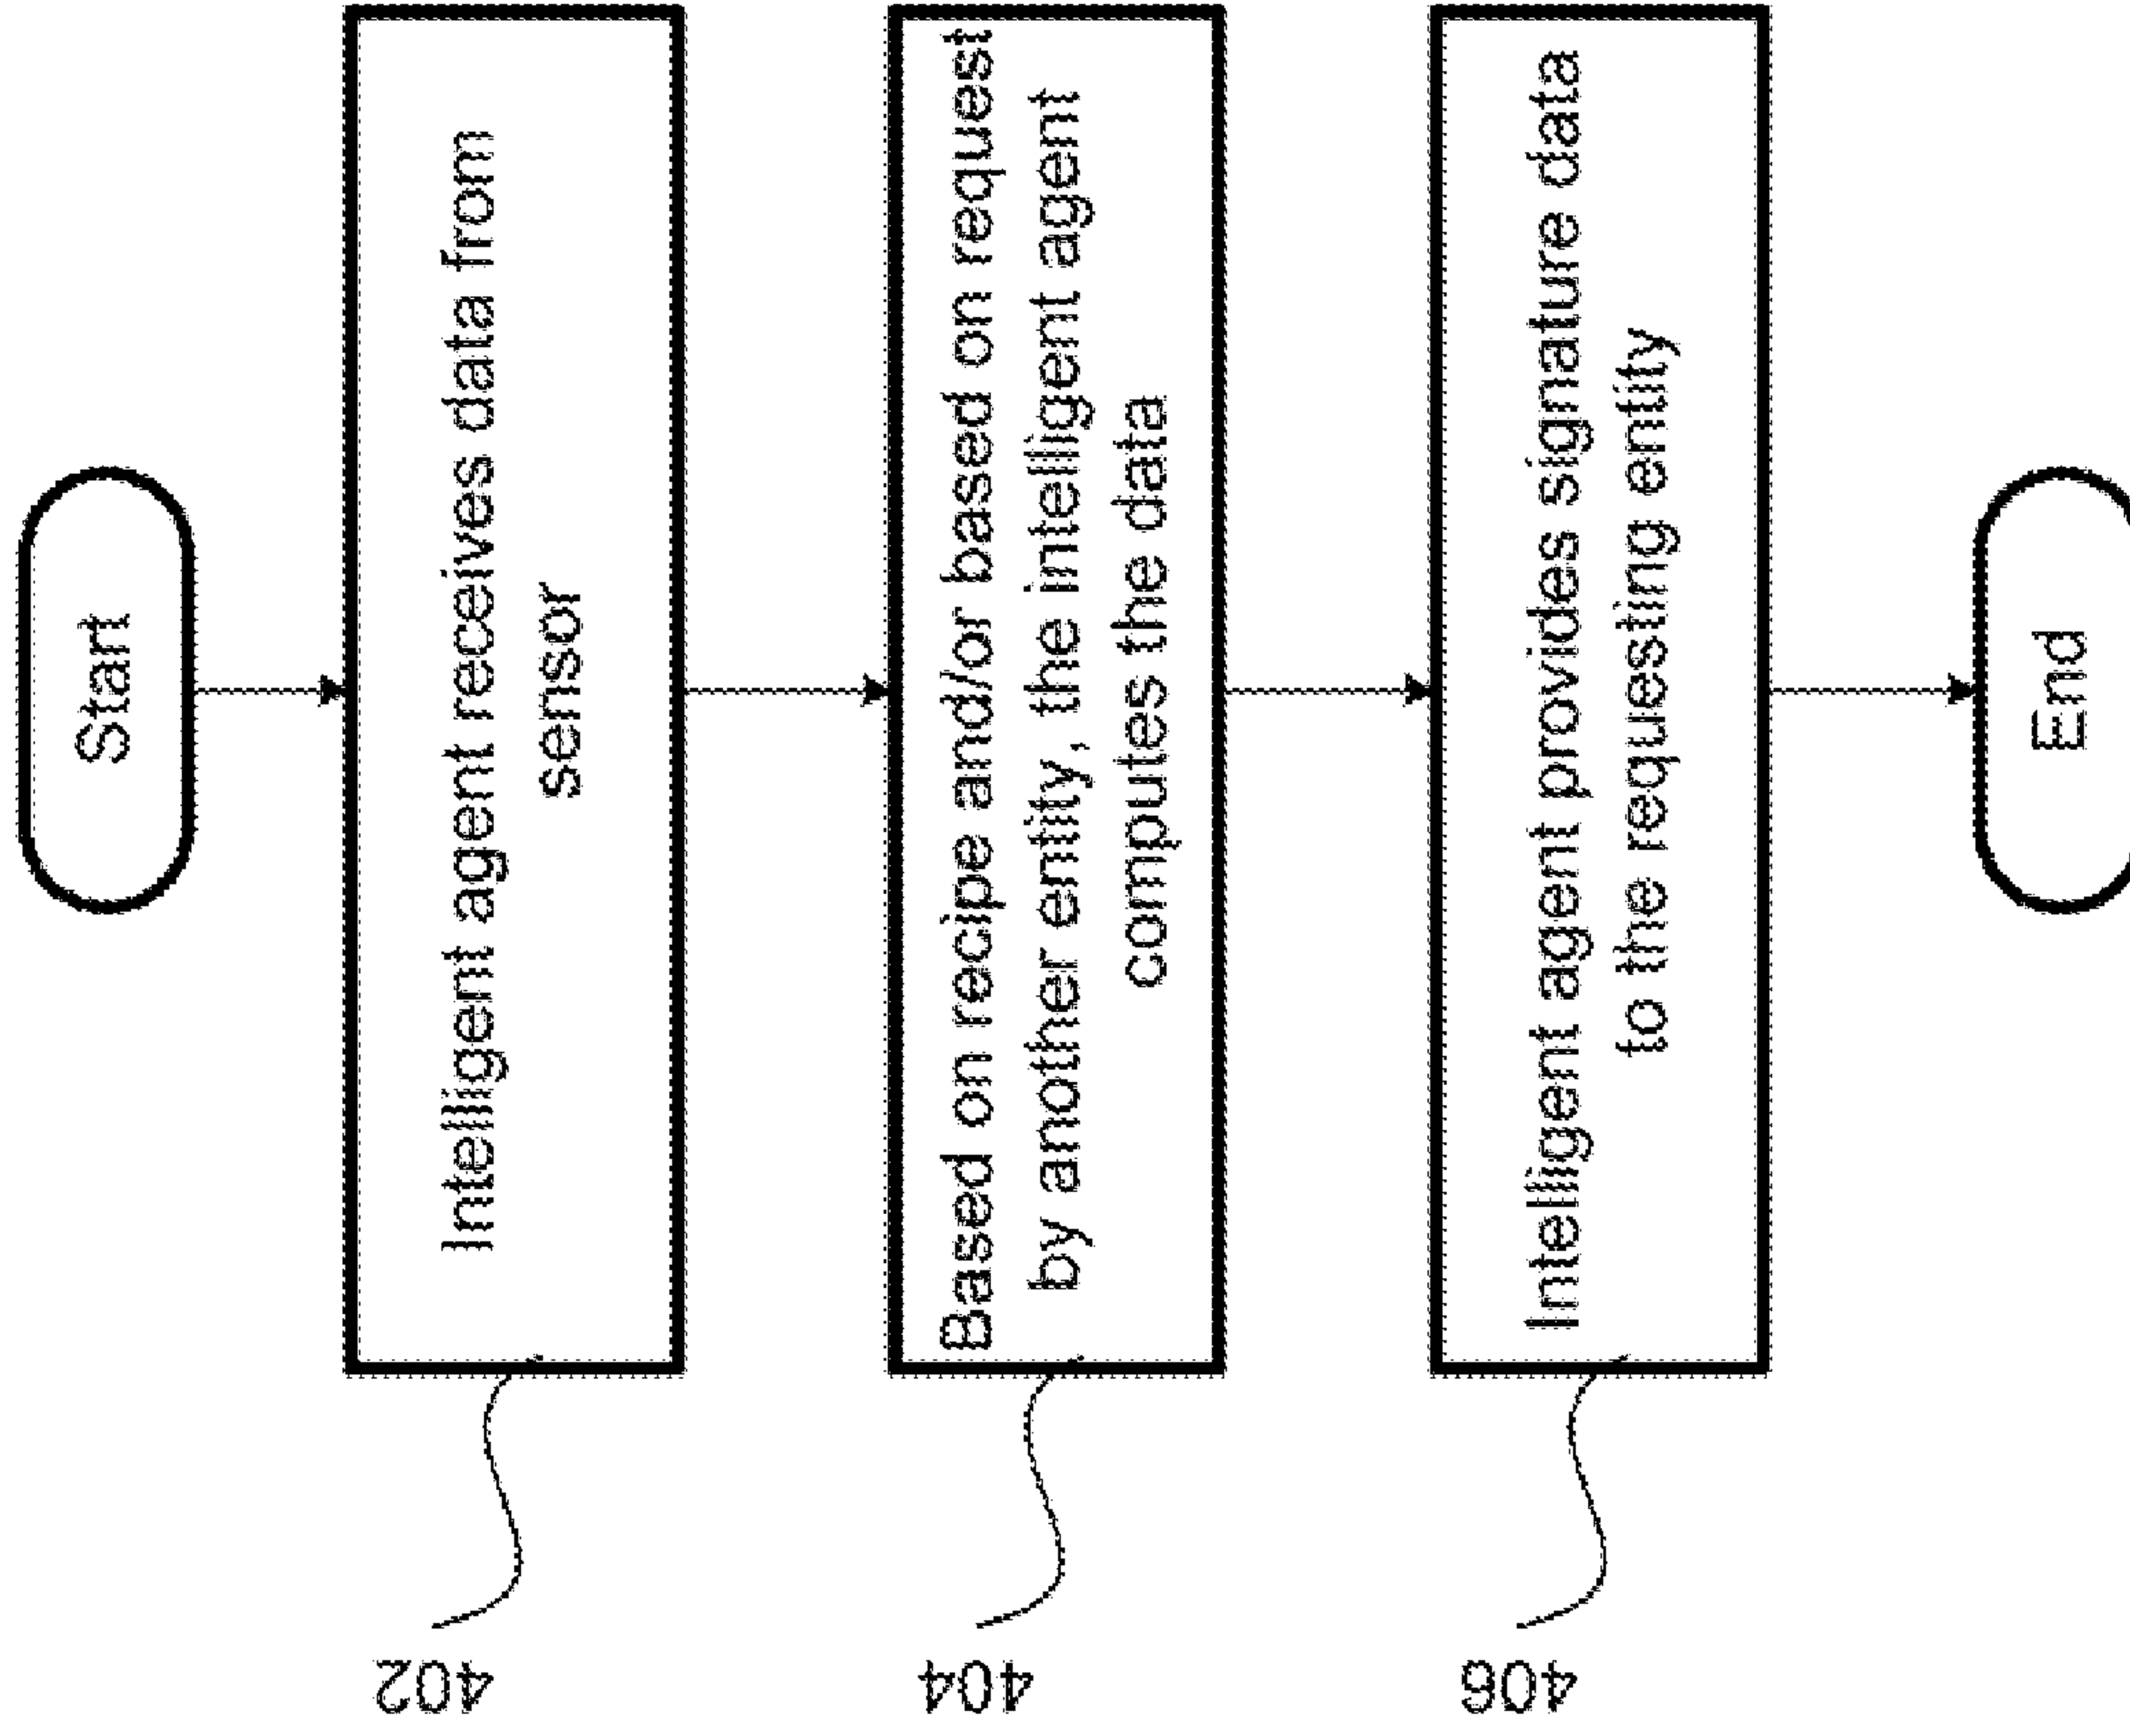 Start
402
Intelligent agent receives data from
sensor
404
Based on recipe and/or based on request
by another entity, the intelligent agent
computes the data
406
Intelligent agent provides signature data
to the requesting entity
End